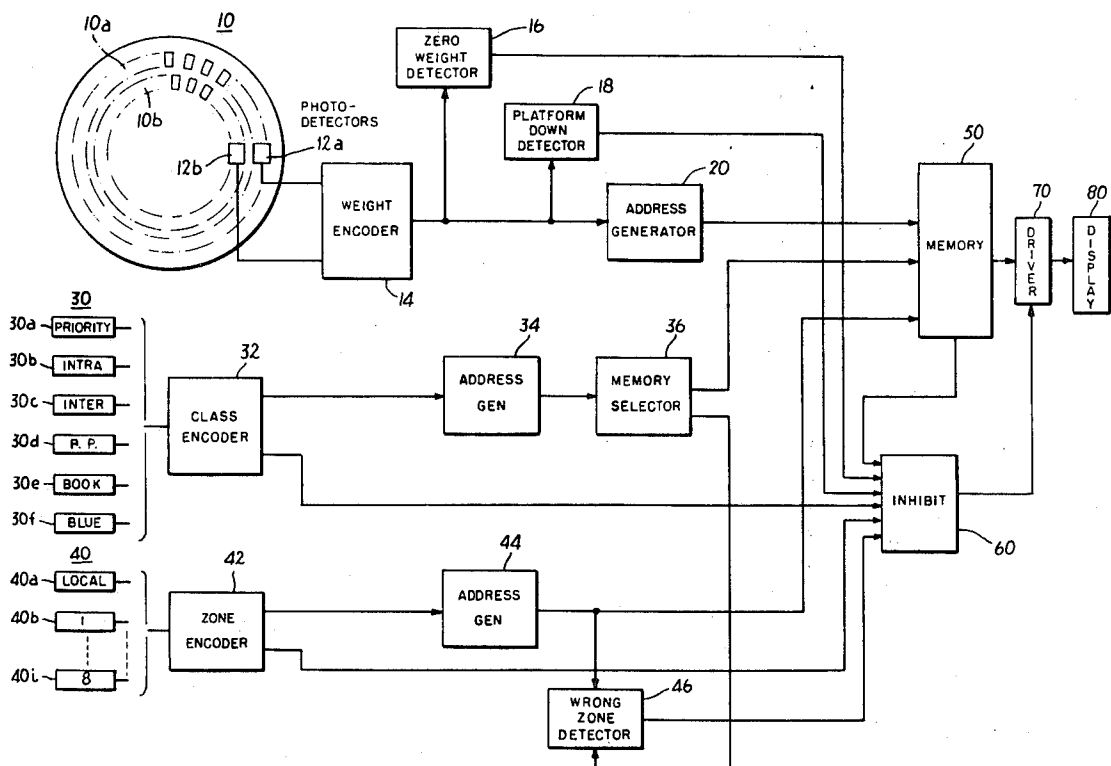 10
10a
10b
PHOTO-
DETECTORS
12a
12b
WEIGHT
ENCODER
14
ZERO
WEIGHT
DETECTOR
16
PLATFORM
DOWN
DETECTOR
18
ADDRESS
GENERATOR
20
MEMORY
50
DRIVER
70
DISPLAY
80
30
30a
PRIORITY
30b
INTRA
30c
INTER
30d
P. P.
30e
BOOK
30f
BLUE
CLASS
ENCODER
32
ADDRESS
GEN
34
MEMORY
SELECTOR
36
INHIBIT
60
40
40a
LOCAL
40b
1
40i
8
ZONE
ENCODER
42
ADDRESS
GEN
44
WRONG
ZONE
DETECTOR
46